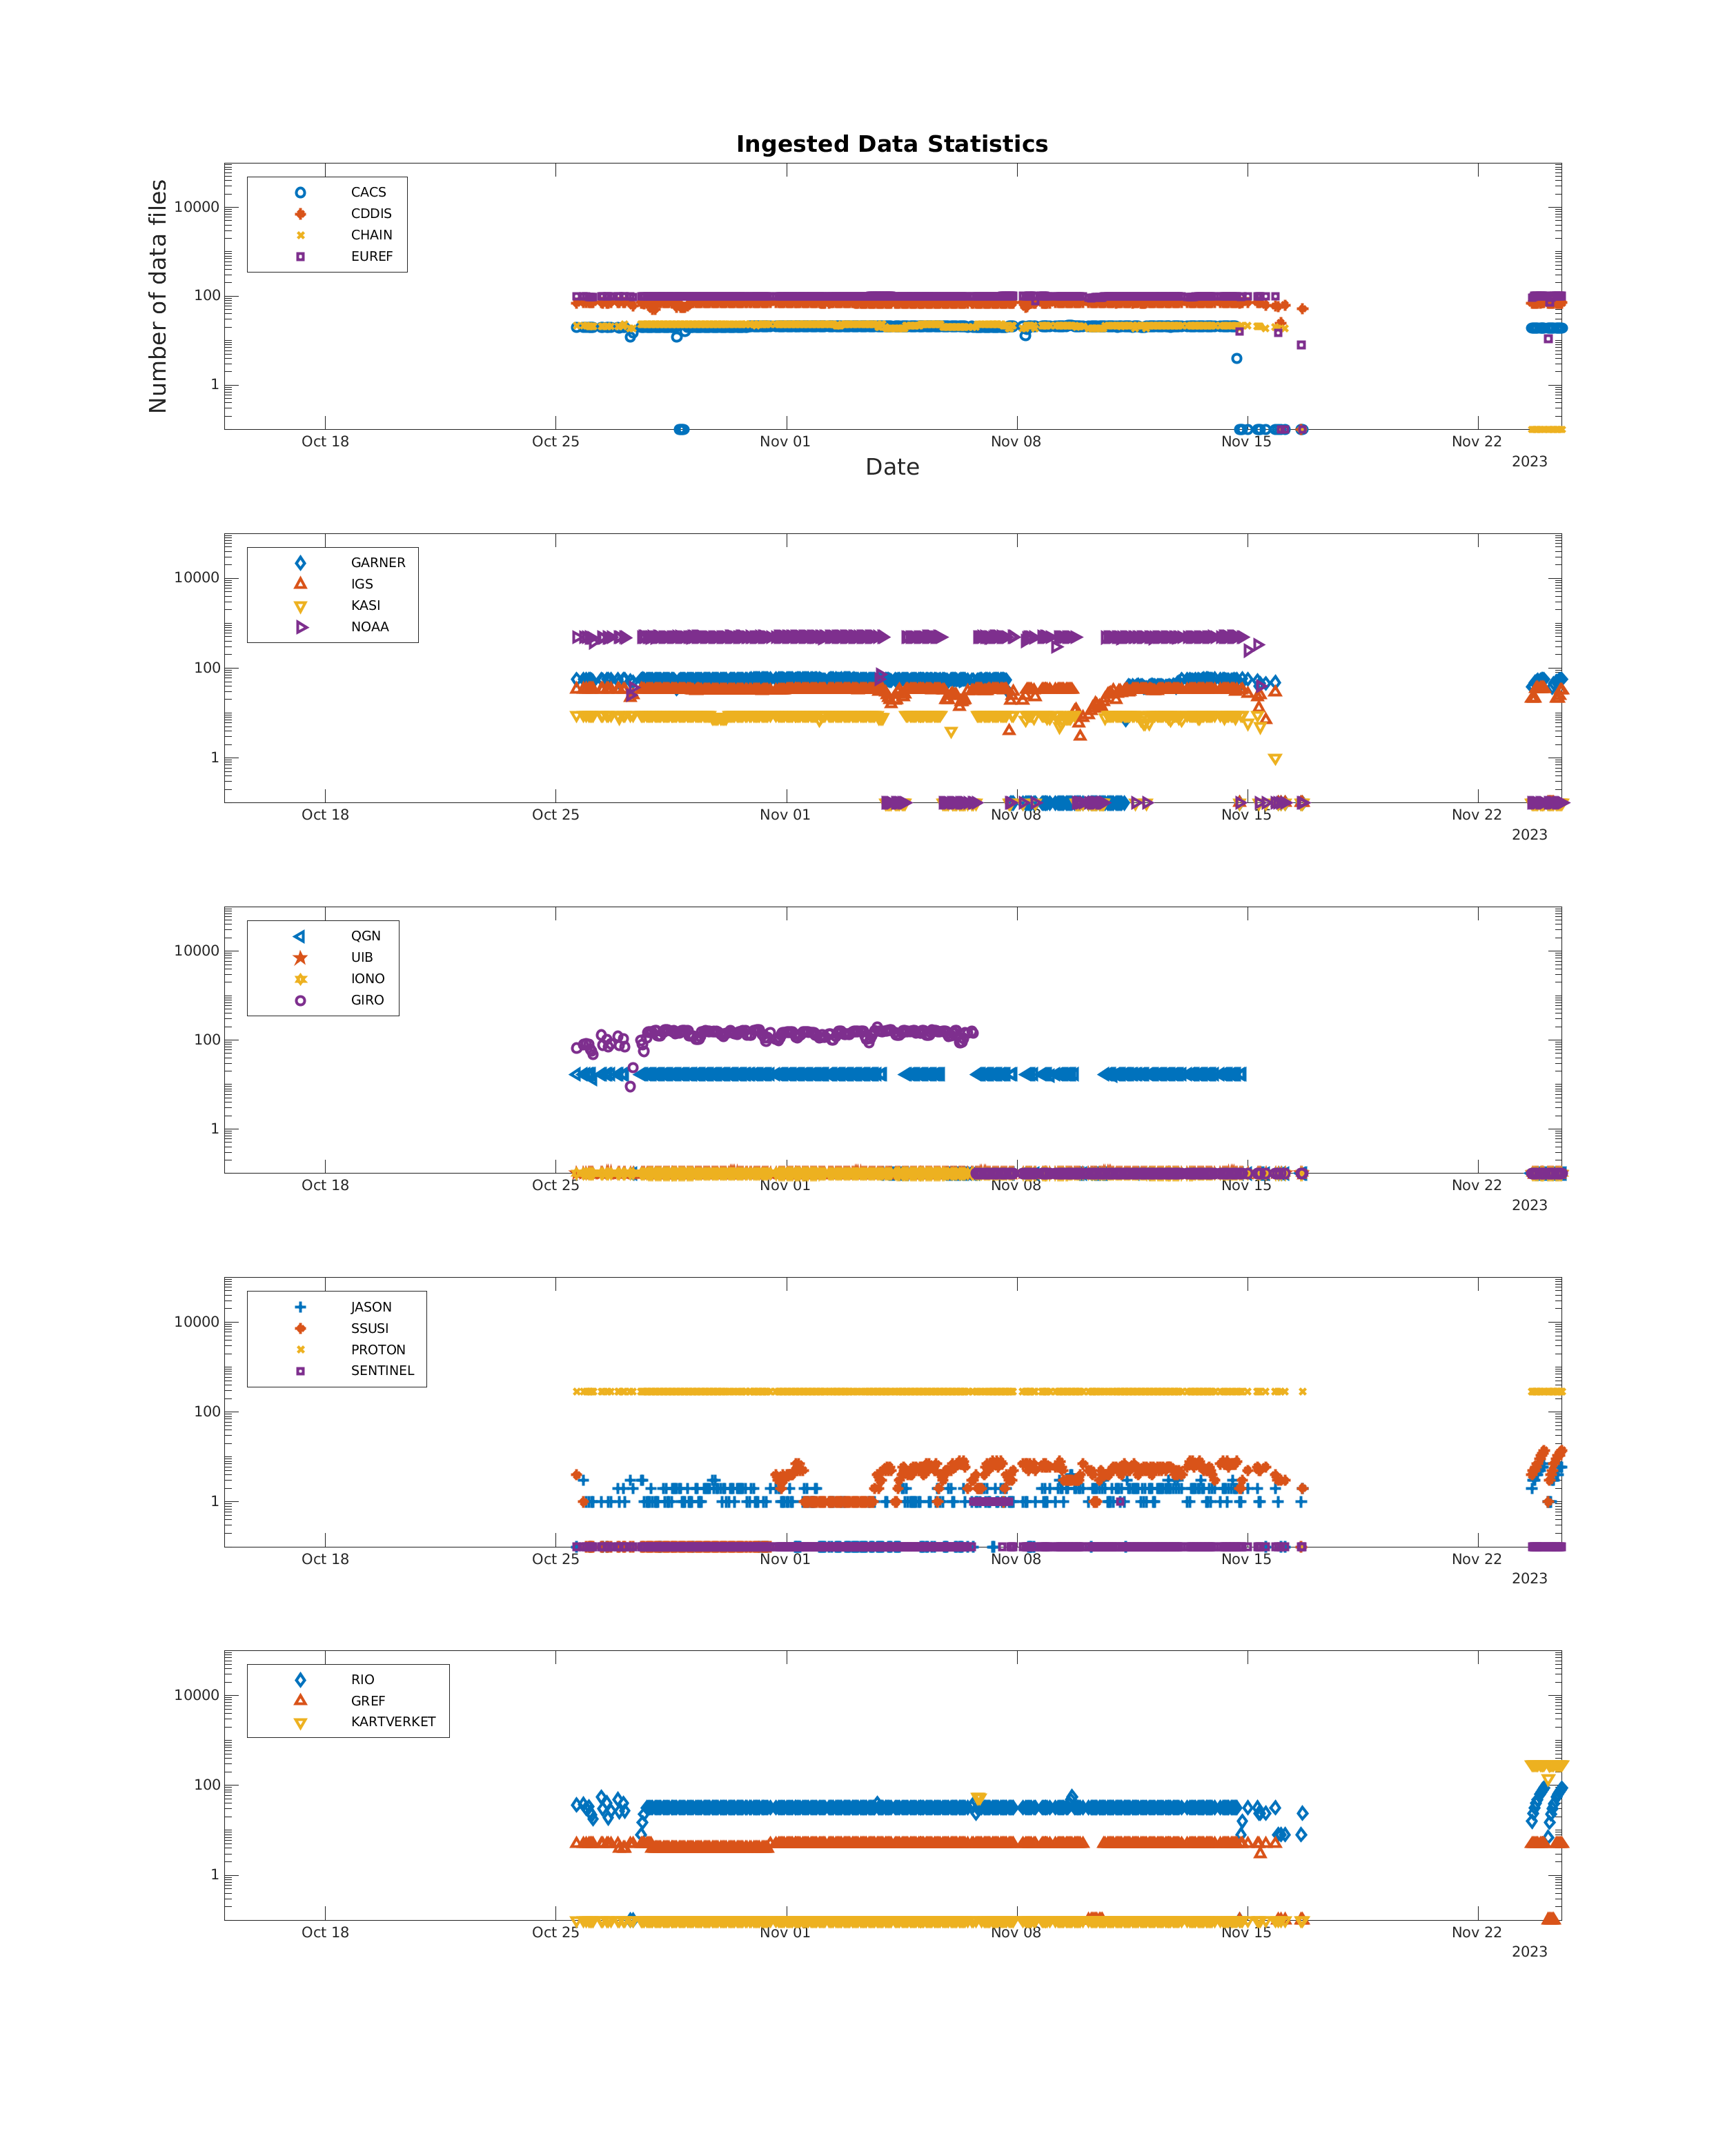 Ingested Data Statistics
Number of data files
CACS
CDDIS
CHAIN
EUREF
10000
100
1
Oct 18 Oct 25 Nov 01 Nov 08 Nov 15 Nov 22
2023
Date
GARNER
IGS
KASI
NOAA
10000
100
1
Oct 18 Oct 25 Nov 01 Nov 08 Nov 15 Nov 22
2023
QGN
UIB
IONO
GIRO
10000
100
1
Oct 18 Oct 25 Nov 01 Nov 08 Nov 15 Nov 22
2023
JASON
SSUSI
PROTON
SENTINEL
10000
100
1
Oct 18 Oct 25 Nov 01 Nov 08 Nov 15 Nov 22
2023
RIO
GREF
KARTVERKET
10000
100
1
Oct 18 Oct 25 Nov 01 Nov 08 Nov 15 Nov 22
2023